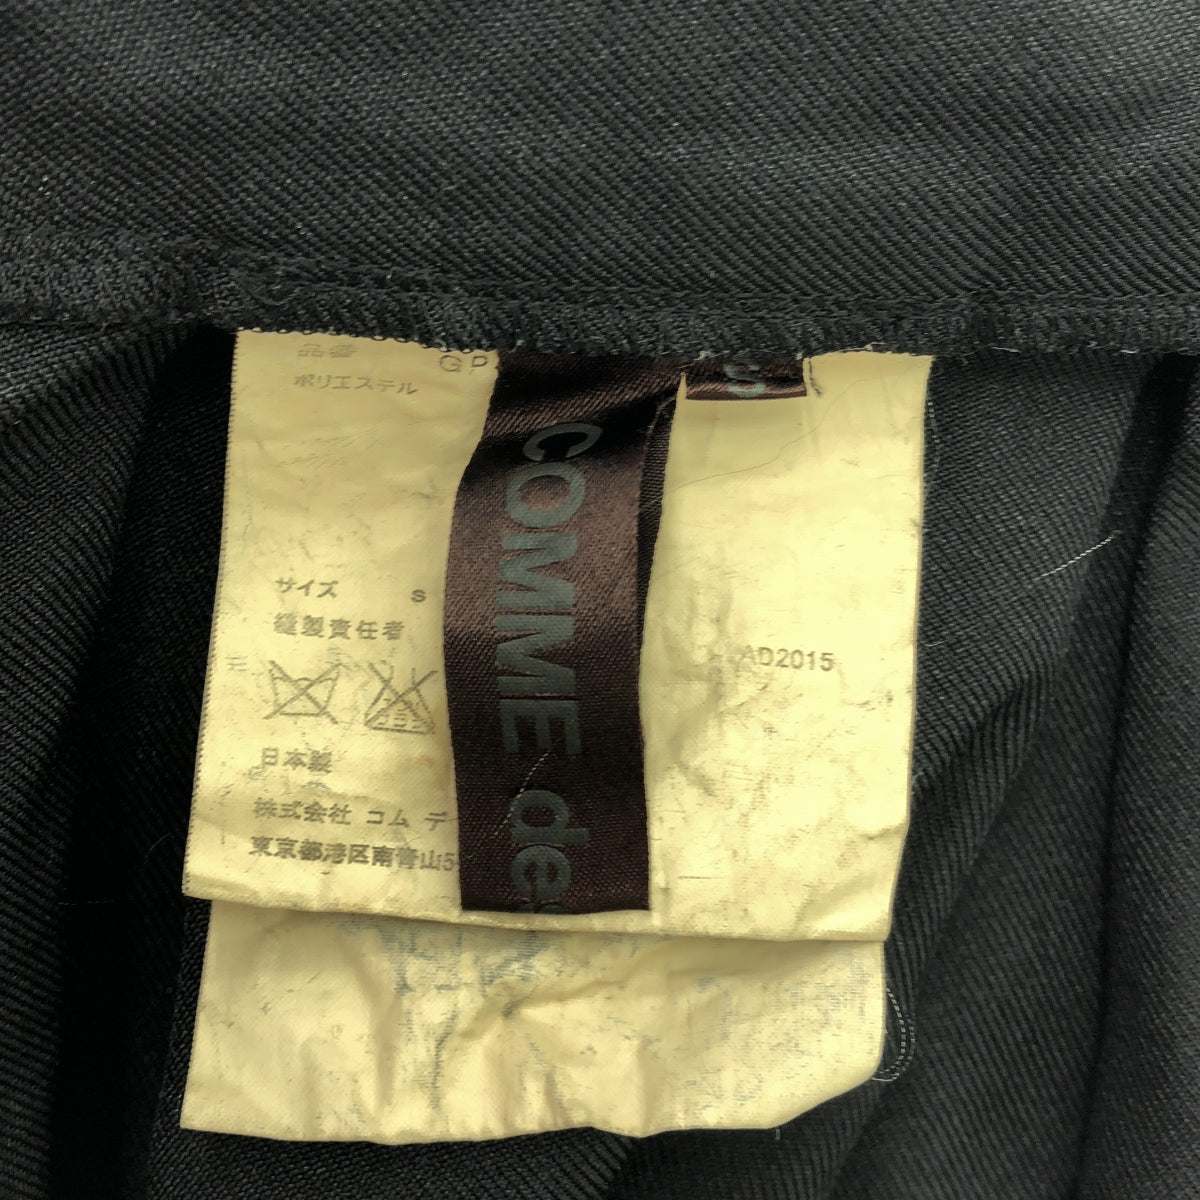 品番 GP
ポリエステル
S
COMME de
サイズ S
縫製責任者
AD2015
日本製
株式会社 コム デ
東京都港区南青山5